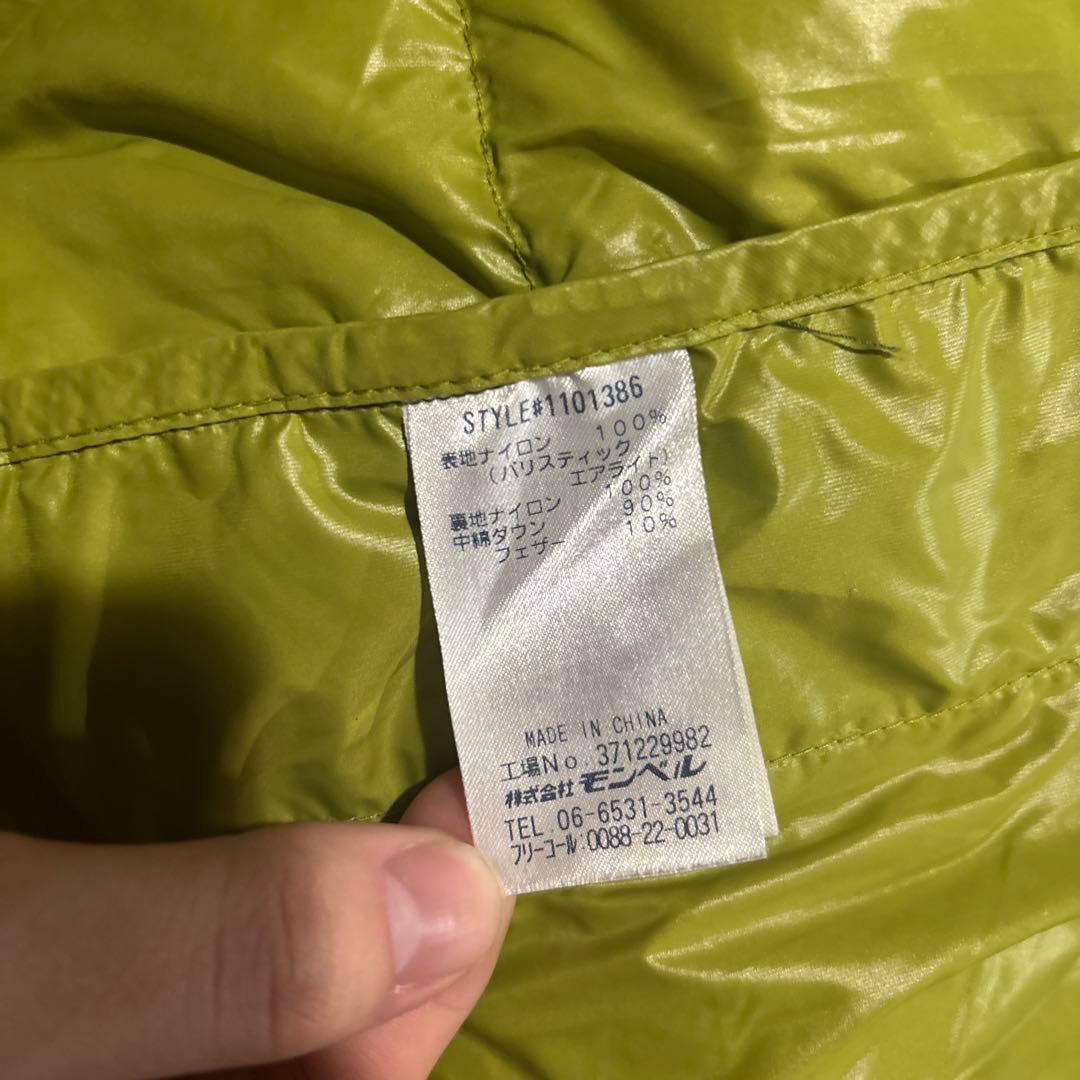 STYLE#1101386
表地ナイロン 100%
(バリスティック
エアライト)
裏地ナイロン 100%
中綿ダウン 90%
フェザー 10%
MADE IN CHINA
工場No 371229982
株式会社モンベル
TEL.06-6531-3544
フリーコール.0088-22-0031